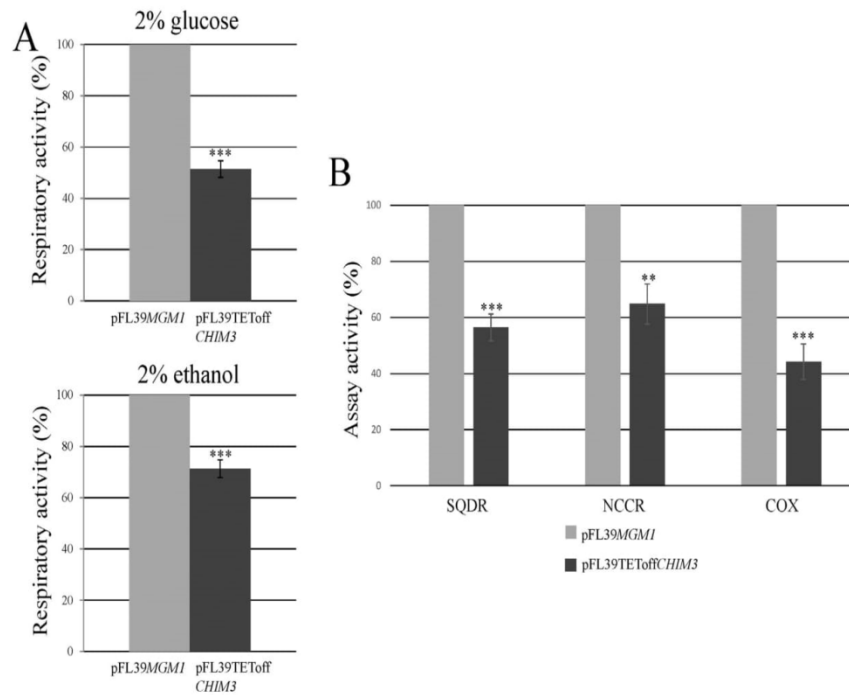 A
2% glucose
Respiratory activity (%)
100
80
60
40
20
0
***
pFL39MGM1 pFL39TEToff
CHIM3
2% ethanol
Respiratory activity (%)
100
80
60
40
20
0
***
pFL39MGM1 pFL39TEToff
CHIM3
B
Assay activity (%)
100
80
60
40
20
0
*** ** ***
SQDR NCCR COX
pFL39MGM1
pFL39TEToffCHIM3